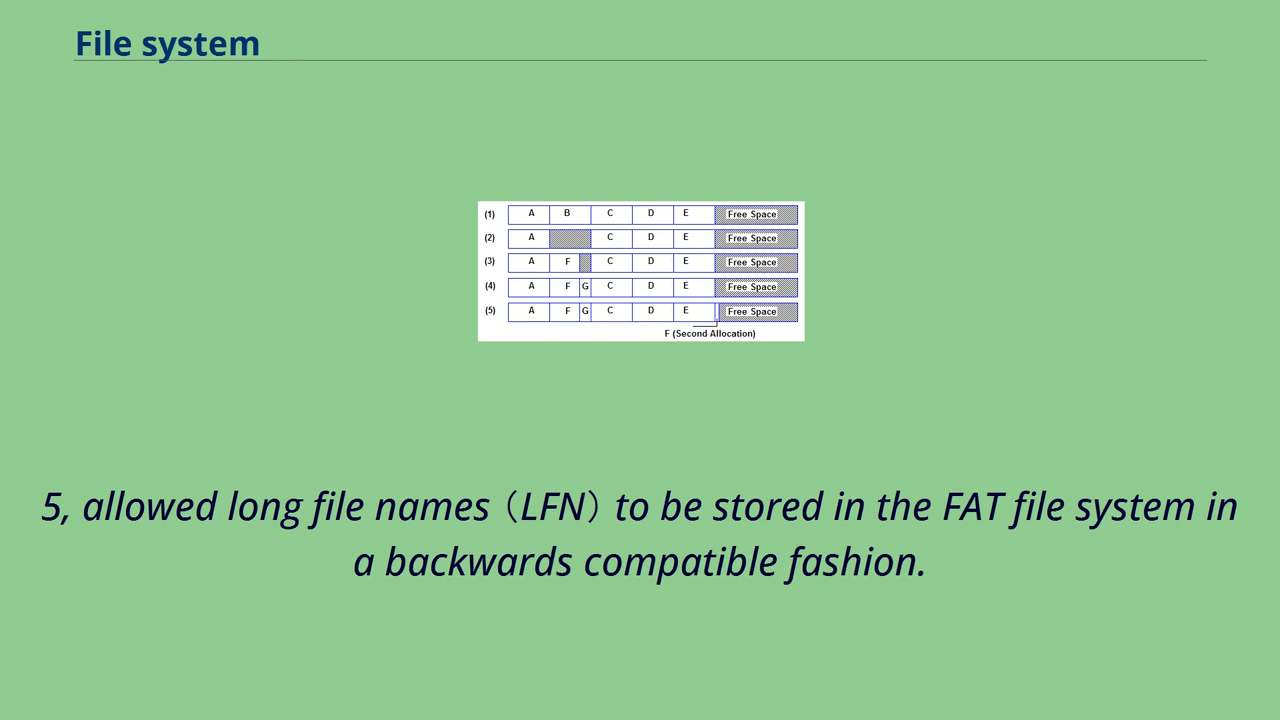 File system
(1) A B C D E Free Space
(2) A C D E Free Space
(3) A F C D E Free Space
(4) A F G C D E Free Space
(5) A F G C D E Free Space
F (Second Allocation)
5, allowed long file names（LFN）to be stored in the FAT file system in
a backwards compatible fashion.